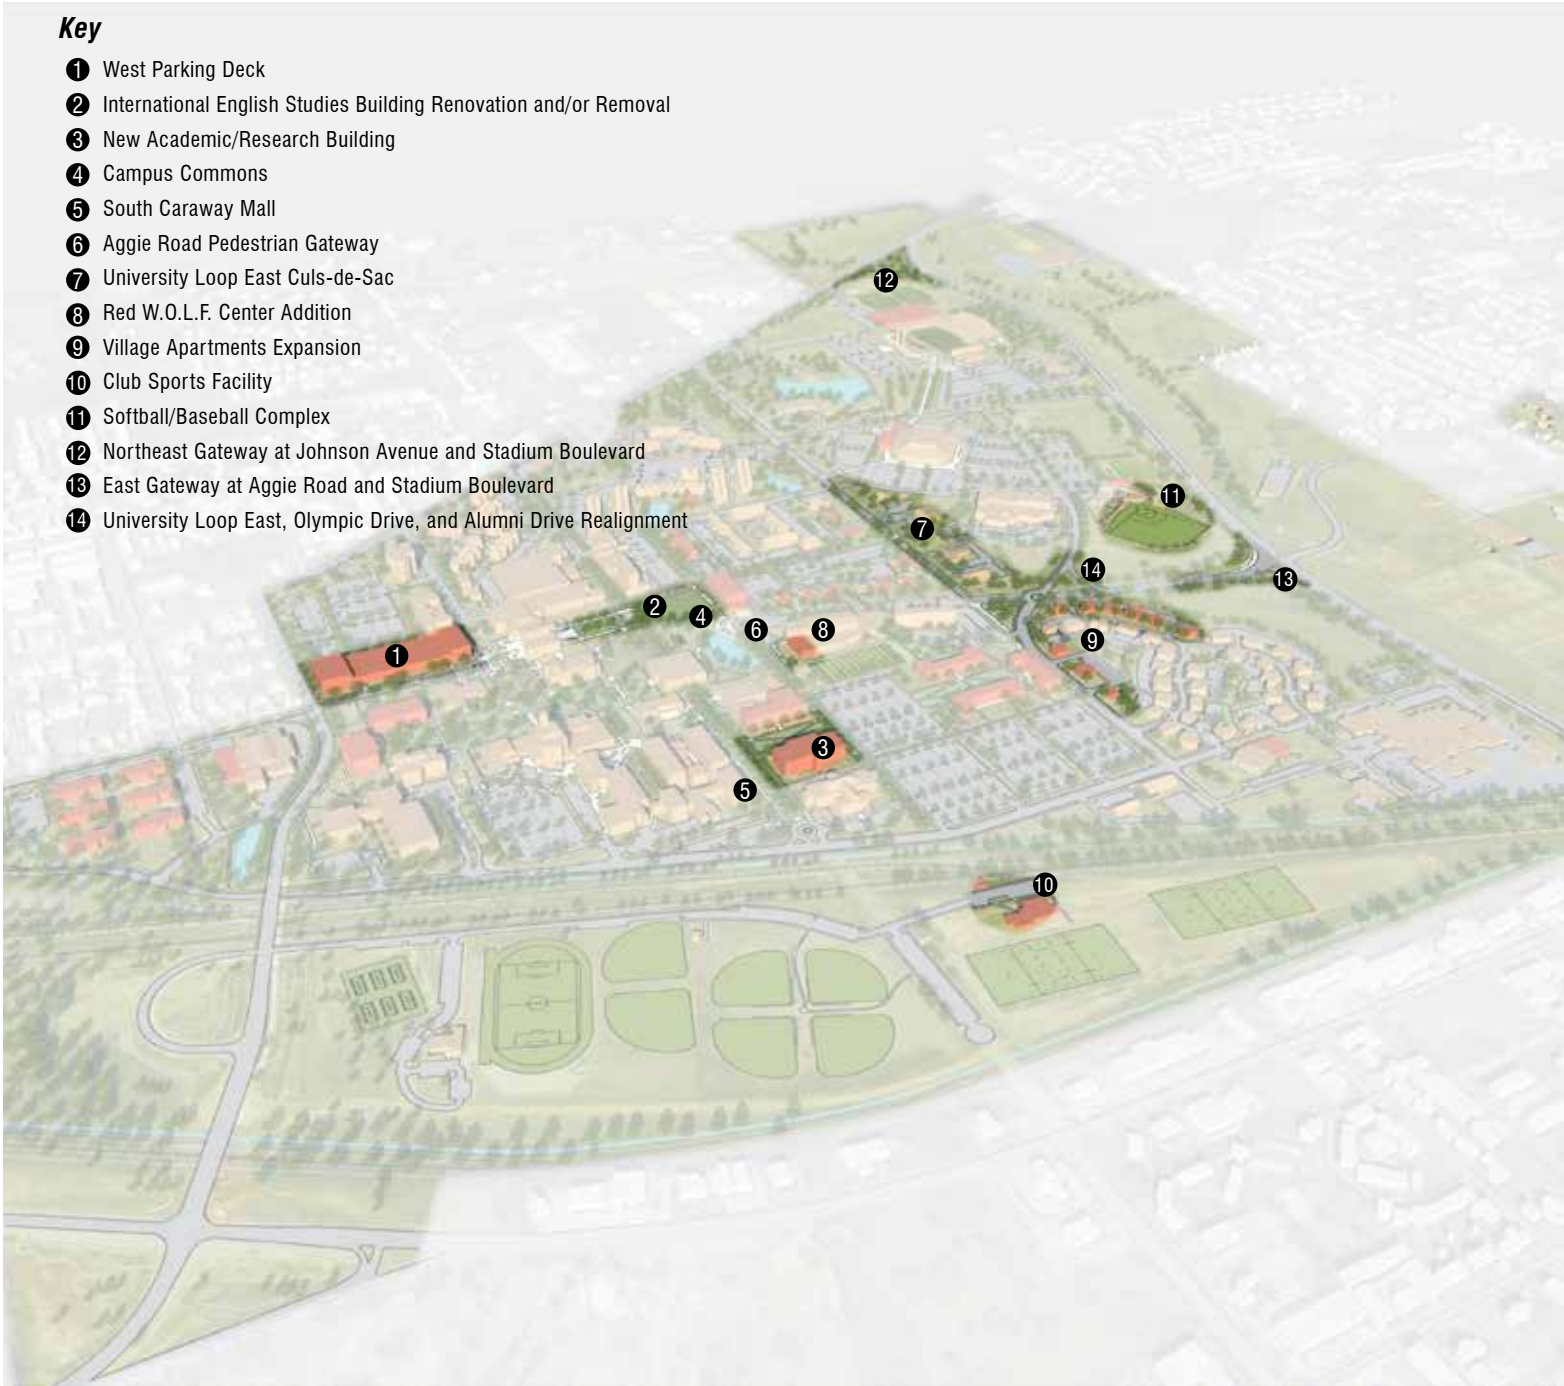 Key
1 West Parking Deck
2 International English Studies Building Renovation and/or Removal
3 New Academic/Research Building
4 Campus Commons
5 South Caraway Mall
6 Aggie Road Pedestrian Gateway
7 University Loop East Culs-de-Sac
8 Red W.O.L.F. Center Addition
9 Village Apartments Expansion
10 Club Sports Facility
11 Softball/Baseball Complex
12 Northeast Gateway at Johnson Avenue and Stadium Boulevard
13 East Gateway at Aggie Road and Stadium Boulevard
14 University Loop East, Olympic Drive, and Alumni Drive Realignment
12
11
7
14
13
2
4
6
8
9
1
3
5
10